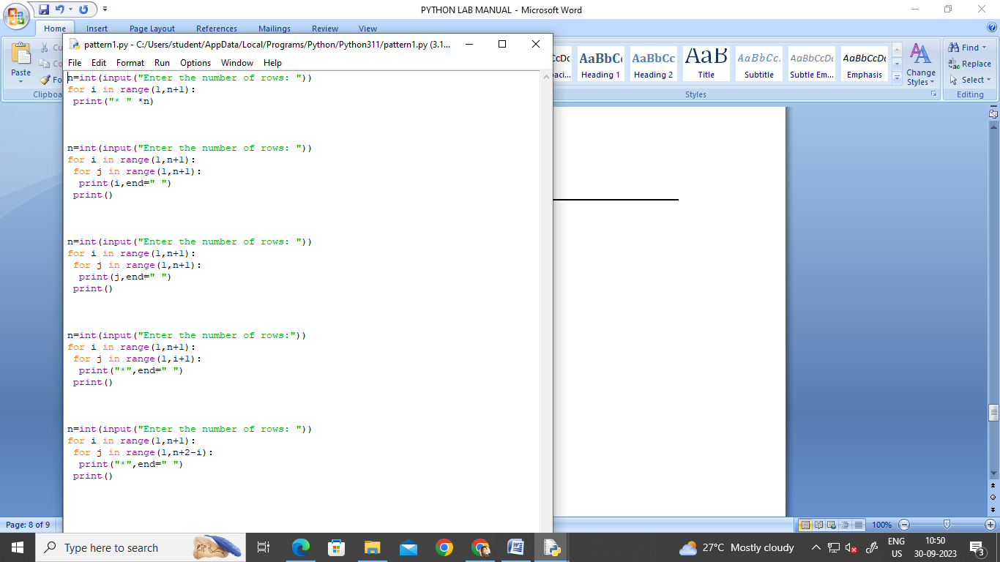 PYTHON LAB MANUAL - Microsoft Word
Home Insert Page Layout References Mailings Review View
pattern1.py - C:/Users/student/AppData/Local/Programs/Python/Python311/pattern1.py (3.1...
File Edit Format Run Options Window Help
n=int(input("Enter the number of rows: "))
for i in range(1,n+1):
 print("* " *n)
n=int(input("Enter the number of rows: "))
for i in range(1,n+1):
 for j in range(1,n+1):
  print(i,end=" ")
 print()
n=int(input("Enter the number of rows: "))
for i in range(1,n+1):
 for j in range(1,n+1):
  print(j,end=" ")
 print()
n=int(input("Enter the number of rows:"))
for i in range(1,n+1):
 for j in range(1,i+1):
  print("*",end=" ")
 print()
n=int(input("Enter the number of rows: "))
for i in range(1,n+1):
 for j in range(1,n+2-i):
  print("*",end=" ")
 print()
Paste
Cu
Co
Fo
Clipboa
CcDc AaBbC AaBbCc AaB AaBbCc. AaBbCcDc AaBbCcDc
aci... Heading 1 Heading 2 Title Subtitle Subtle Em... Emphasis
Change
Styles
Styles
Find
Replace
Select
Editing
Page: 8 of 9
100%
Type here to search
27°C Mostly cloudy
ENG
US
10:50
30-09-2023
3